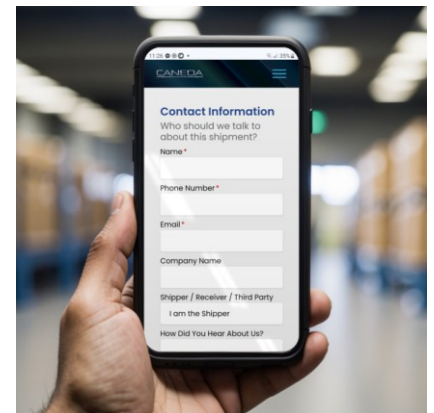 11:26
25%
CANEDA
Contact Information
Who should we talk to
about this shipment?
Name*
Phone Number*
Email*
Company Name
Shipper / Receiver / Third Party
I am the Shipper
How Did You Hear About Us?